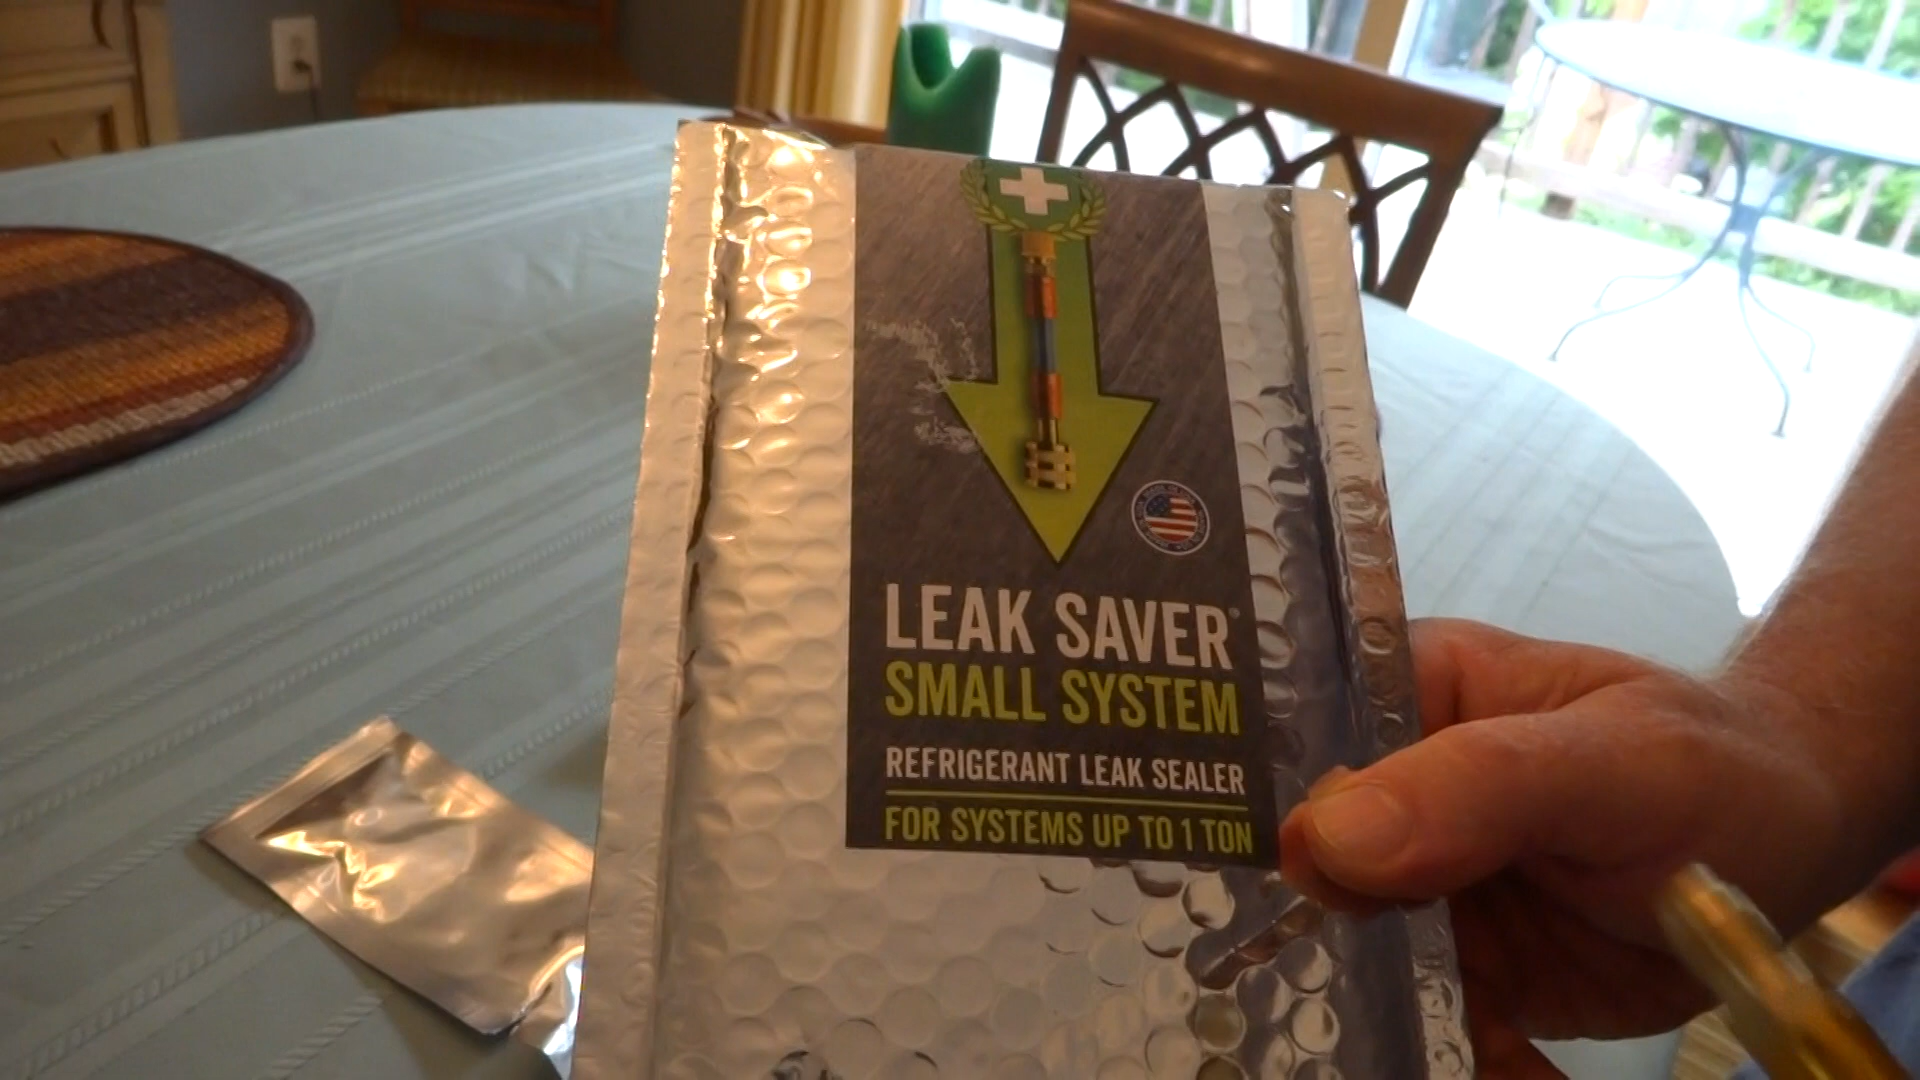 LEAK SAVER®
SMALL SYSTEM
REFRIGERANT LEAK SEALER
FOR SYSTEMS UP TO 1 TON